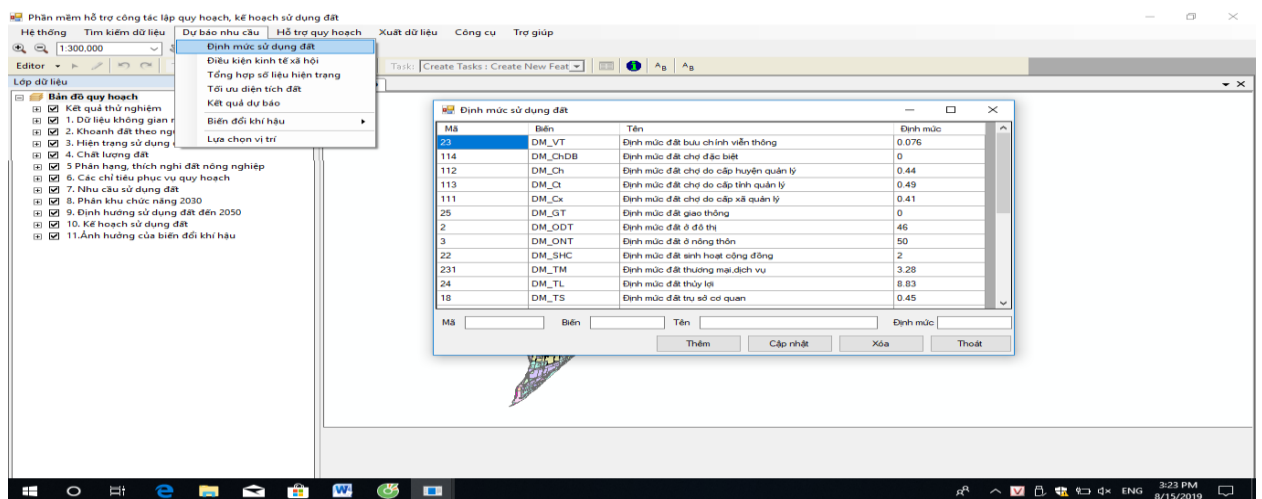 Phần mềm hỗ trợ công tác lập quy hoạch, kế hoạch sử dụng đất
Hệ thống Tìm kiếm dữ liệu Dự báo nhu cầu Hỗ trợ quy hoạch Xuất dữ liệu Công cụ Trợ giúp
1:300,000
Định mức sử dụng đất
Điều kiện kinh tế xã hội
Tổng hợp số liệu hiện trạng
Tối ưu diện tích đất
Kết quả dự báo
Biến đổi khí hậu
Lựa chọn vị trí
Editor Task: Create Tasks : Create New Feat
Lớp dữ liệu
Bản đồ quy hoạch
Kết quả thử nghiệm
1. Dữ liệu không gian
2. Khoanh đất theo
3. Hiện trạng sử dụng
4. Chất lượng đất
5 Phân hạng, thích nghi đất nông nghiệp
6. Các chỉ tiêu phục vụ quy hoạch
7. Nhu cầu sử dụng đất
8. Phân khu chức năng 2030
9. Định hướng sử dụng đất đến 2050
10. Kế hoạch sử dụng đất
11.Ảnh hưởng của biến đổi khí hậu
Định mức sử dụng đất
Mã Biến Tên Định mức
23 DM_VT Định mức đất bưu chính viễn thông 0.076
114 DM_ChDB Định mức đất chợ đặc biệt 0
112 DM_Ch Định mức đất chợ do cấp huyện quản lý 0.44
113 DM_Ct Định mức đất chợ do cấp tỉnh quản lý 0.49
111 DM_Cx Định mức đất chợ do cấp xã quản lý 0.41
25 DM_GT Định mức đất giao thông 0
2 DM_ODT Định mức đất ở đô thị 46
3 DM_ONT Định mức đất ở nông thôn 50
22 DM_SHC Định mức đất sinh hoạt cộng đồng 2
231 DM_TM Định mức đất thương mại,dịch vụ 3.28
24 DM_TL Định mức đất thủy lợi 8.83
18 DM_TS Định mức đất trụ sở cơ quan 0.45
Mã Biến Tên Định mức
Thêm Cập nhật Xóa Thoát
ENG 3:23 PM
8/15/2019